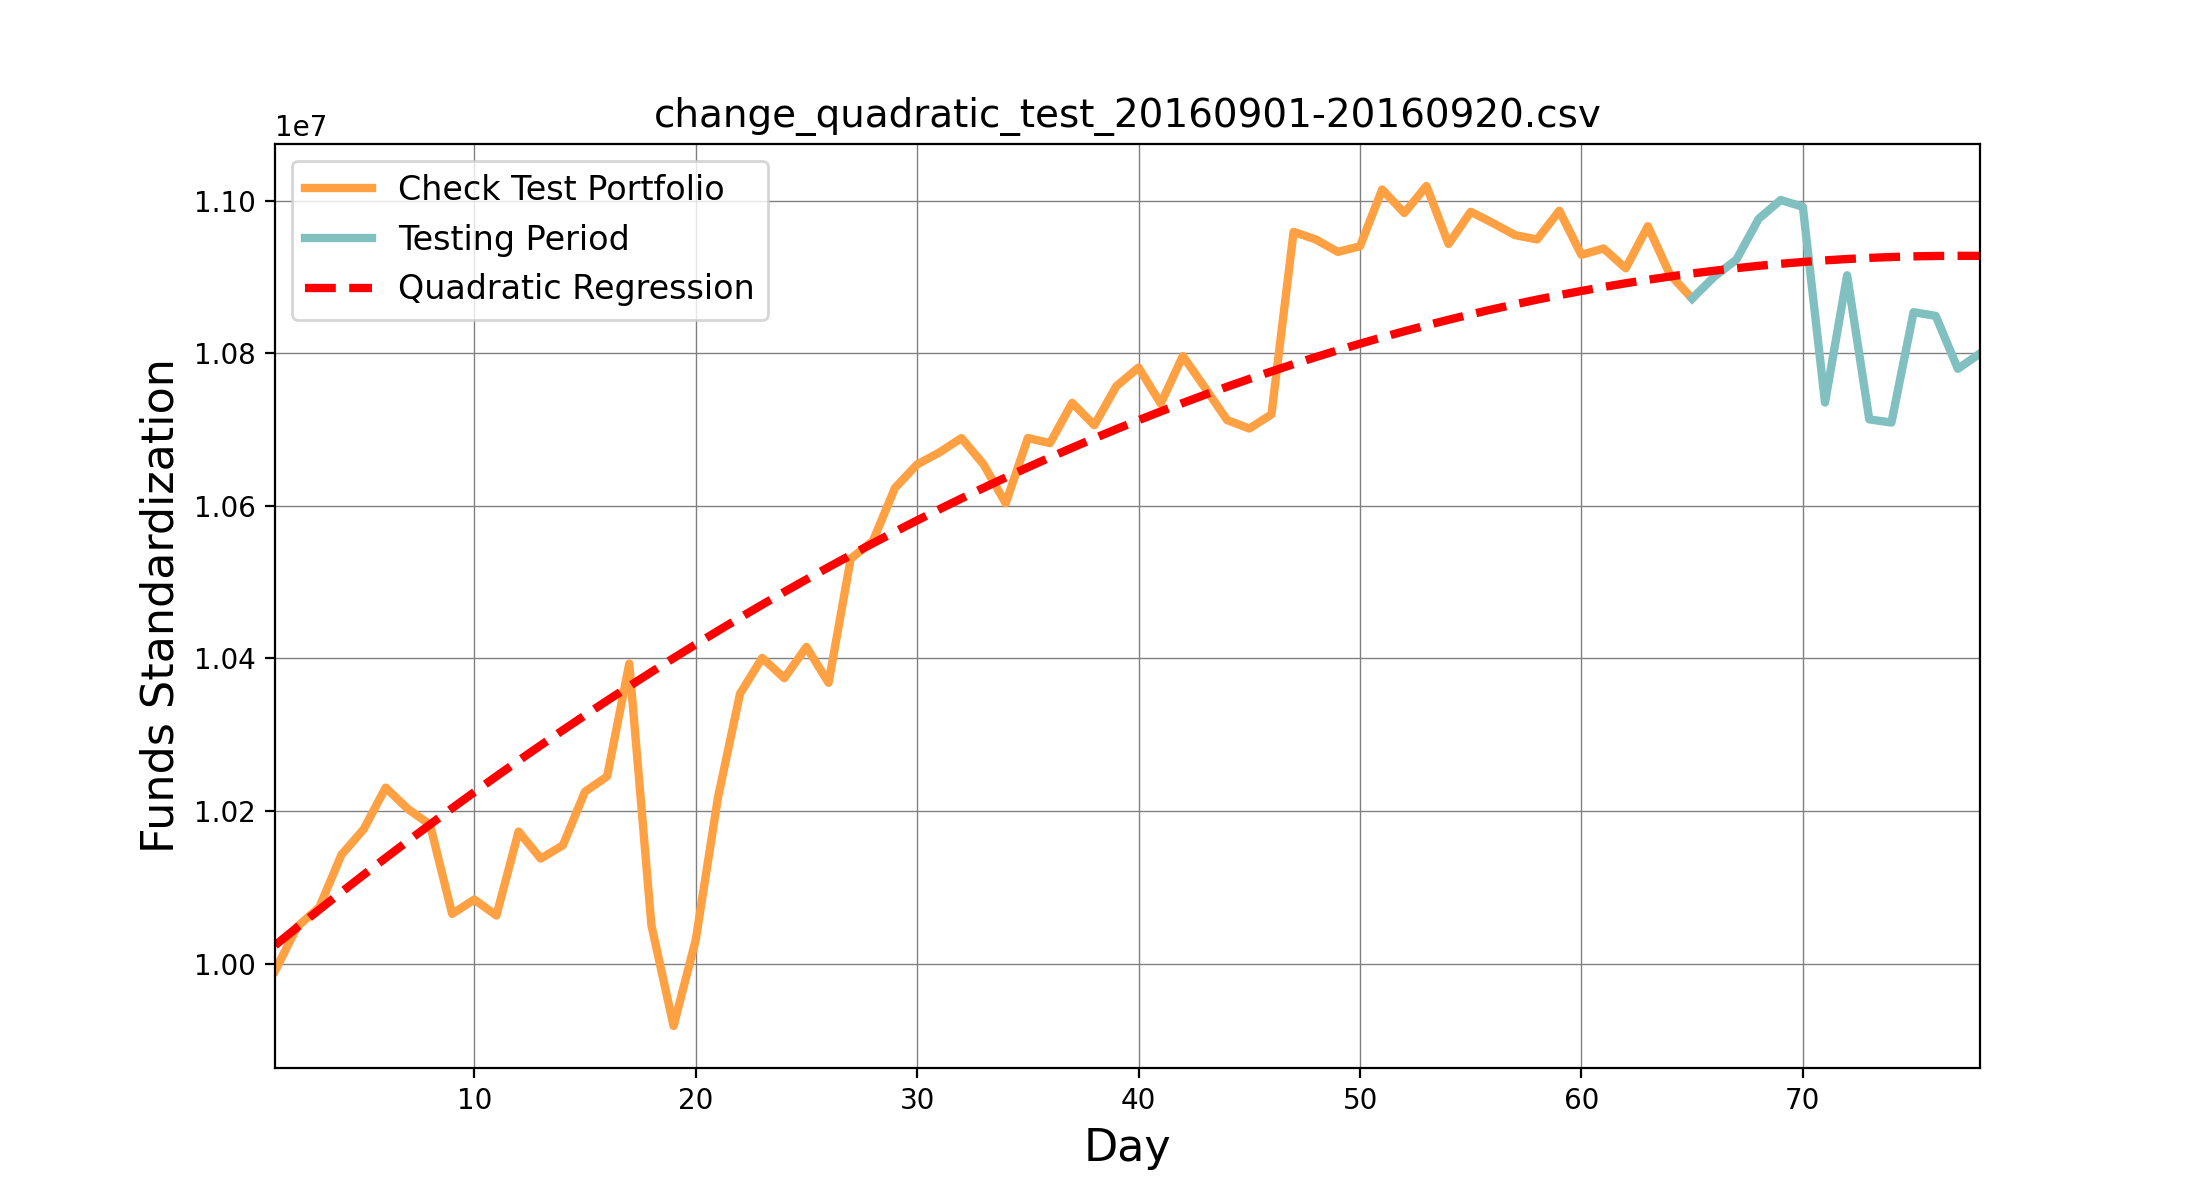 change_quadratic_test_20160901-20160920.csv
1e7
Check Test Portfolio
Testing Period
Quadratic Regression
1.10
1.08
1.06
1.04
1.02
1.00
Funds Standardization
10 20 30 40 50 60 70
Day